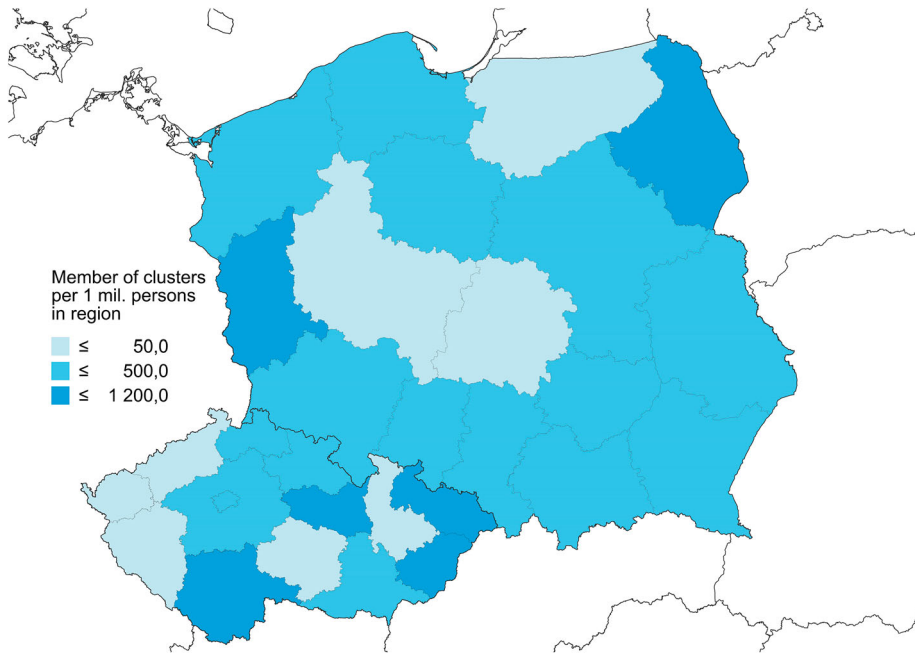 Member of clusters
per 1 mil. persons
in region
≤ 50,0
≤ 500,0
≤ 1 200,0